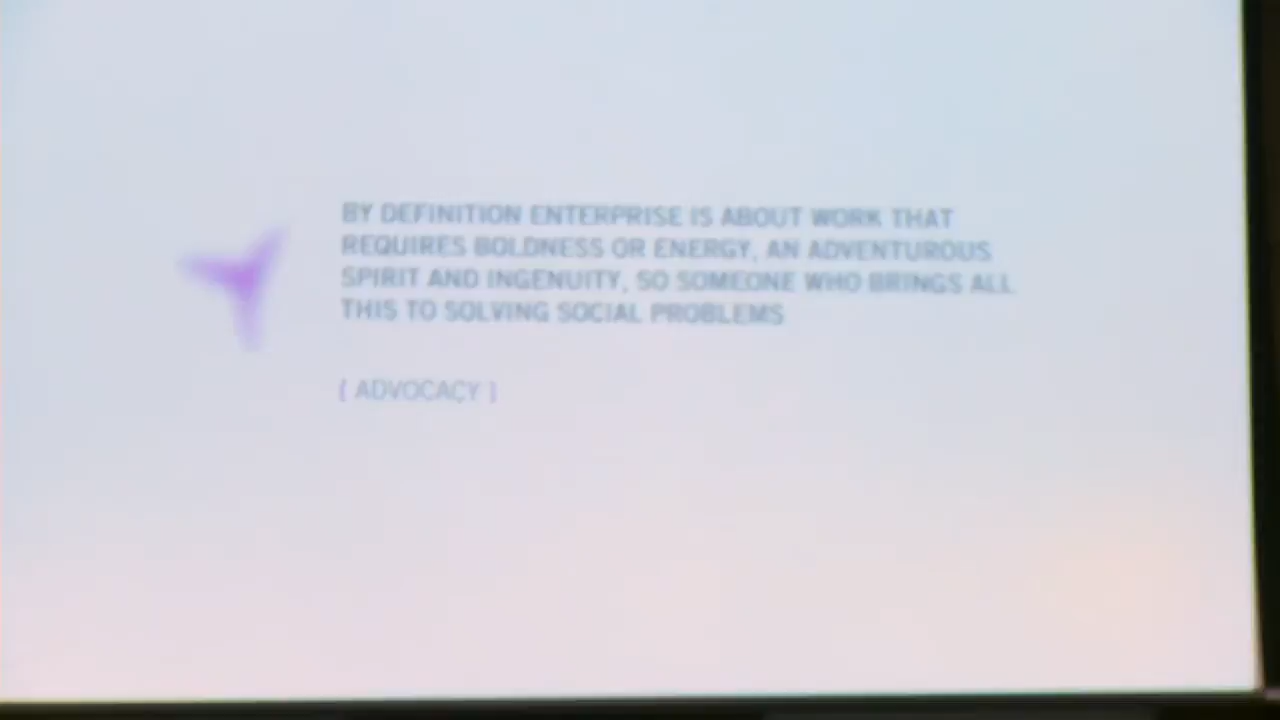 BY DEFINITION ENTERPRISE IS ABOUT WORK THAT
REQUIRES BOLDNESS OR ENERGY, AN ADVENTUROUS
SPIRIT AND INGENUITY, SO SOMEONE WHO BRINGS ALL
THIS TO SOLVING SOCIAL PROBLEMS
[ ADVOCACY ]